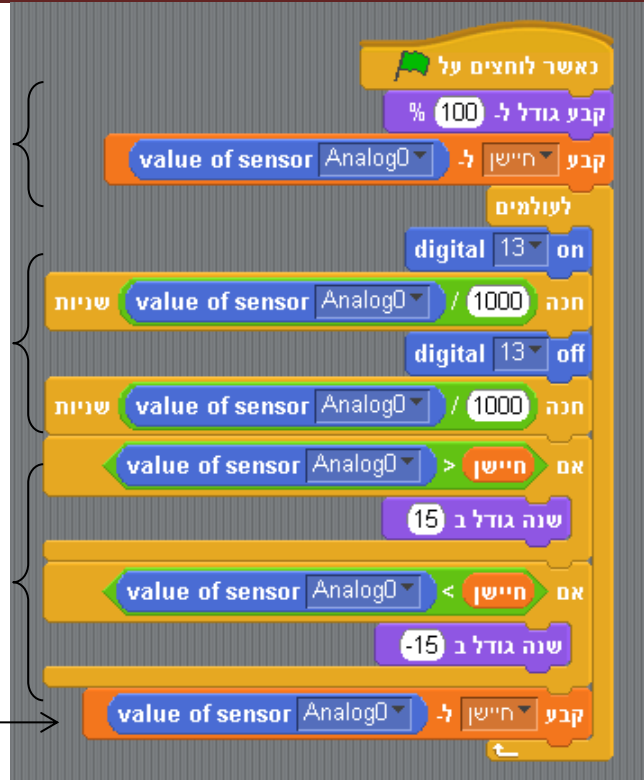 כאשר לוחצים על
קבע גודל ל- 100 %
קבע חיישן ל- value of sensor Analog0
לעולמים
digital 13 on
חכה 1000 / value of sensor Analog0 שניות
digital 13 off
חכה 1000 / value of sensor Analog0 שניות
אם חיישן > value of sensor Analog0
שנה גודל ב 15
אם חיישן < value of sensor Analog0
שנה גודל ב -15
קבע חיישן ל- value of sensor Analog0